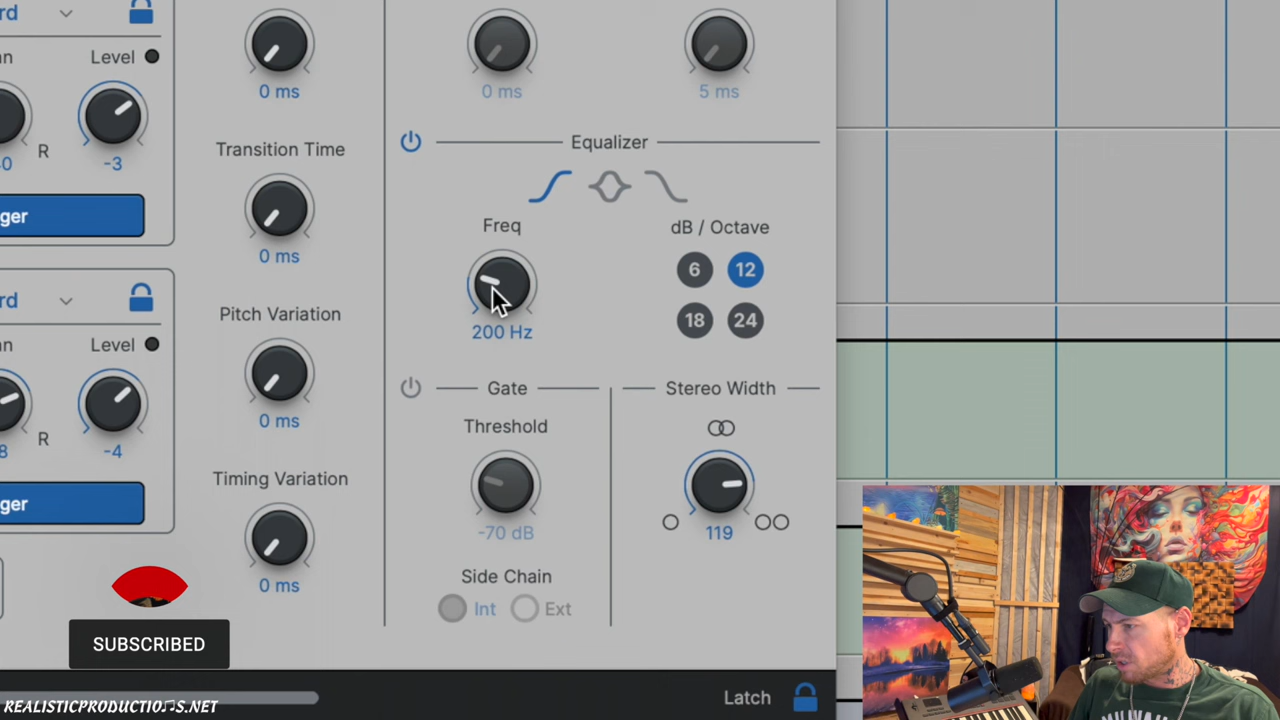 rd
n
Level
R
0
-3
ger
rd
n
Level
R
8
-4
ger
0 ms
Transition Time
0 ms
Pitch Variation
0 ms
Timing Variation
0 ms
0 ms
5 ms
Equalizer
Freq
200 Hz
dB / Octave
6 12
18 24
Gate
Threshold
-70 dB
Side Chain
Int Ext
Stereo Width
119
SUBSCRIBED
Latch
REALISTICPRODUCTIONS.NET